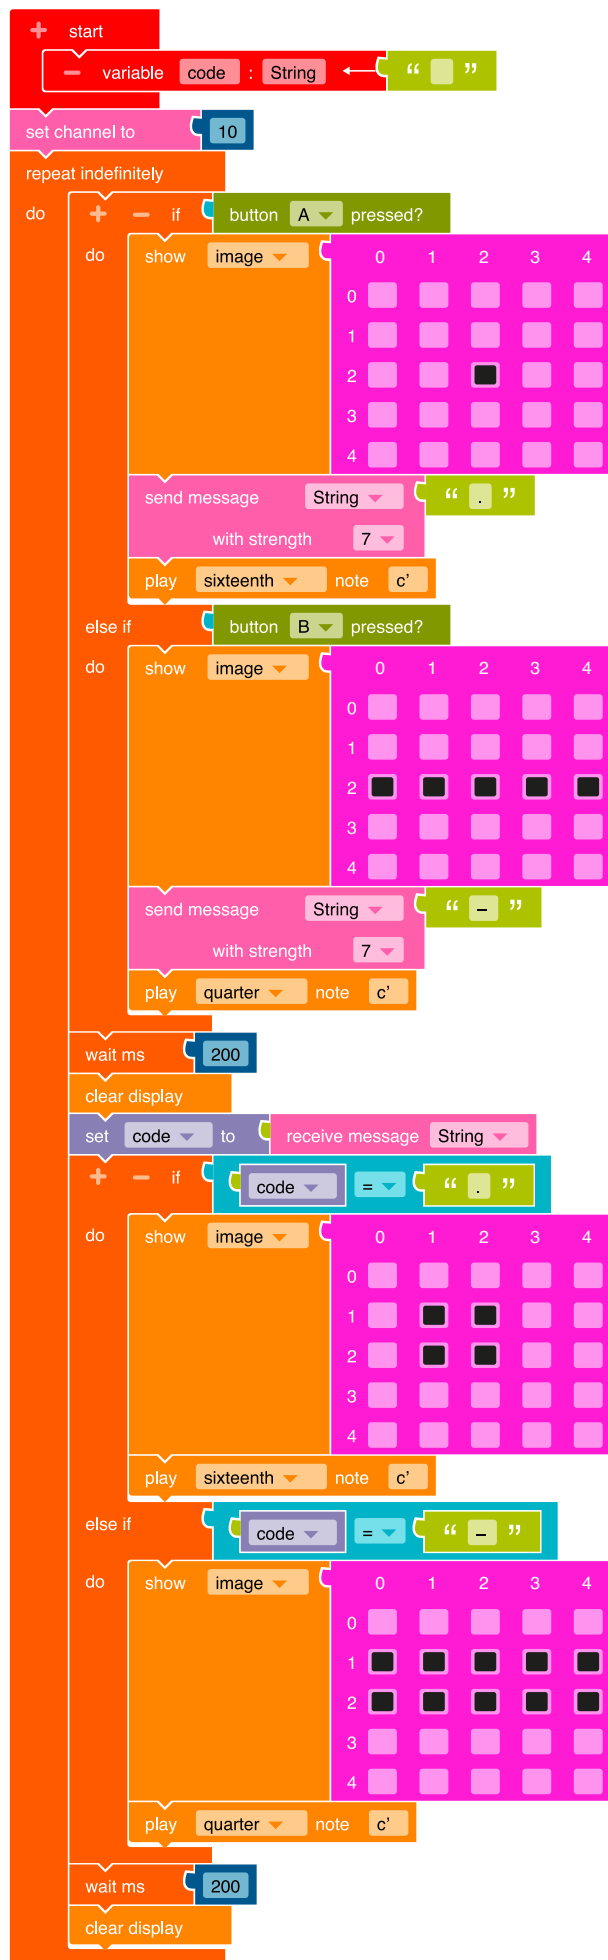 + start
– variable code : String “ ”
set channel to 10
repeat indefinitely
do + – if button A pressed?
do show image 0 1 2 3 4
0
1
2
3
4
send message String “ . ”
with strength 7
play sixteenth note c'
else if button B pressed?
do show image 0 1 2 3 4
0
1
2
3
4
send message String “ – ”
with strength 7
play quarter note c'
wait ms 200
clear display
set code to receive message String
+ – if code = “ . ”
do show image 0 1 2 3 4
0
1
2
3
4
play sixteenth note c'
else if code = “ – ”
do show image 0 1 2 3 4
0
1
2
3
4
play quarter note c'
wait ms 200
clear display